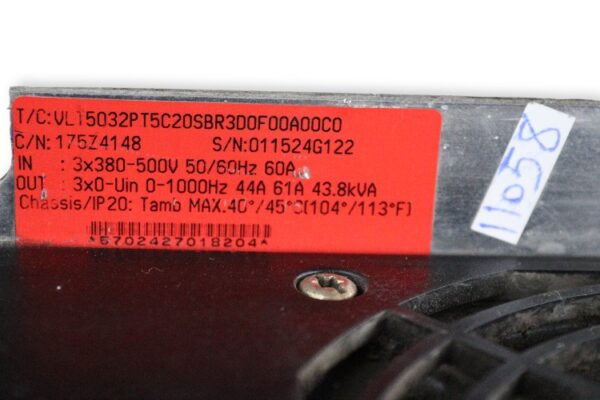 T/C:VLT5032PT5C20SBR3D0F00A00C0
C/N: 175Z4148 S/N:011524G122
IN : 3x380-500V 50/60Hz 60A
OUT : 3x0-Uin 0-1000Hz 44A 61A 43.8kVA
Chassis/IP20: Tamb MAX.40°/45°C(104°/113°F)
*5702427018204*
11058